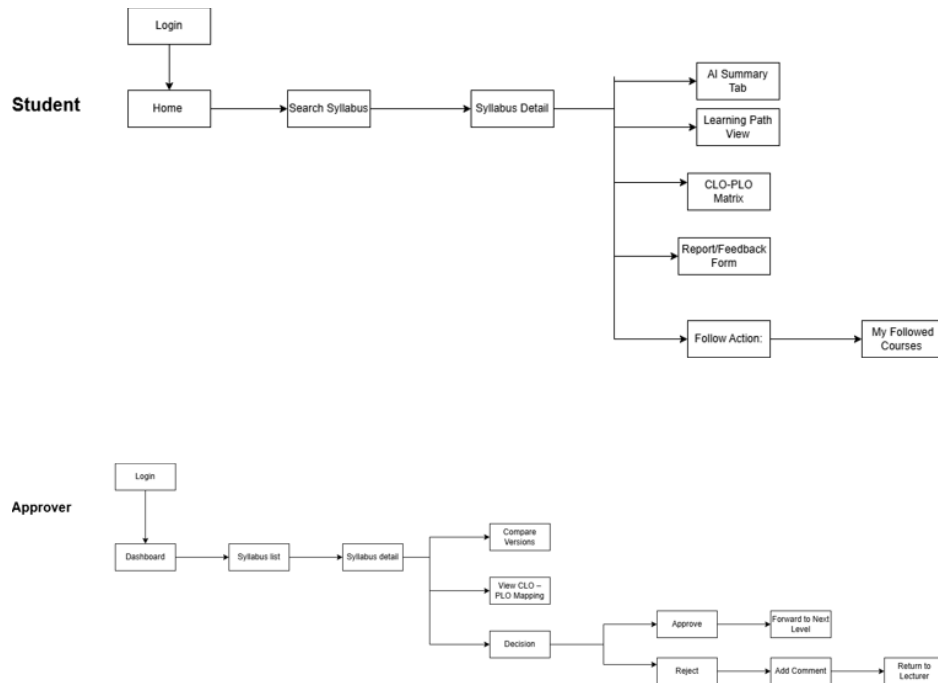 Login
Student
Home
Search Syllabus
Syllabus Detail
AI Summary
Tab
Learning Path
View
CLO-PLO
Matrix
Report/Feedback
Form
Follow Action:
My Followed
Courses
Login
Approver
Dashboard
Syllabus list
Syllabus detail
Compare
Versions
View CLO –
PLO Mapping
Decision
Approve
Forward to Next
Level
Reject
Add Comment
Return to
Lecturer